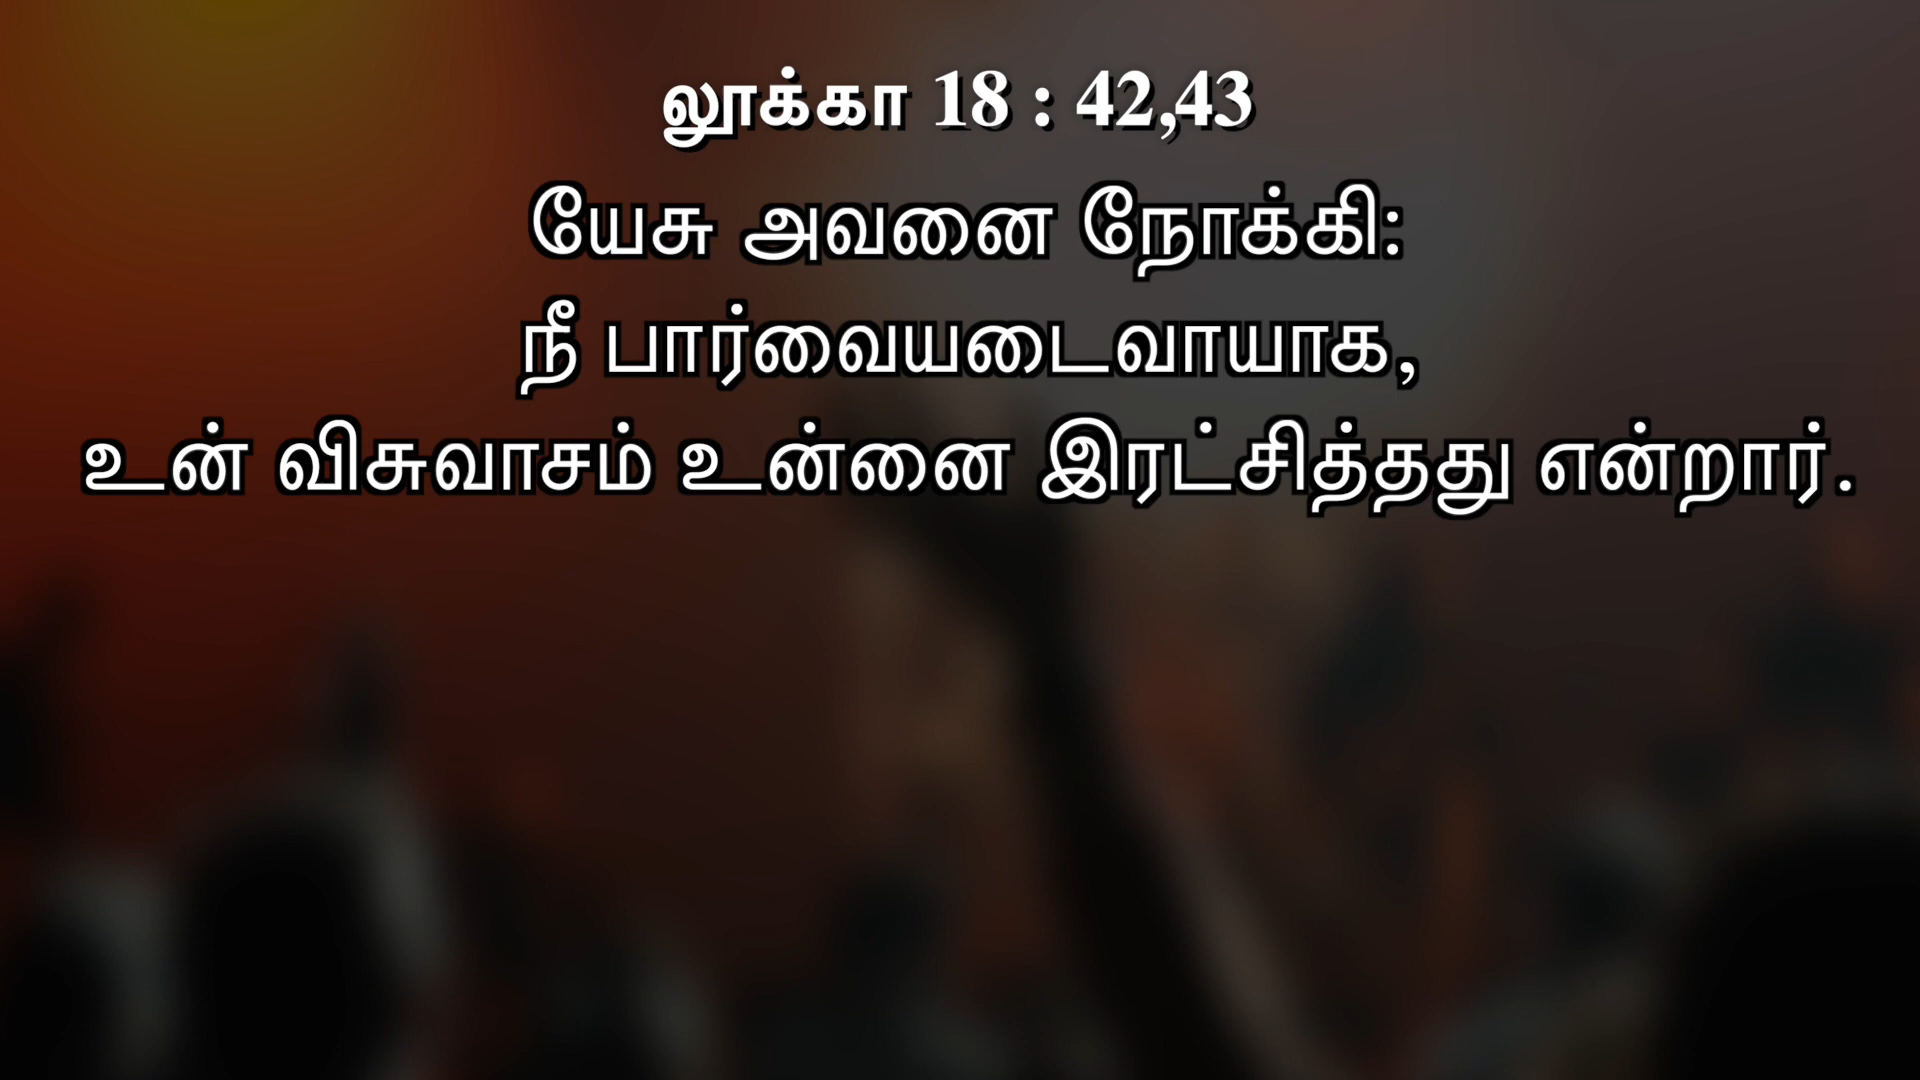 லூக்கா 18 : 42,43
யேசு அவனை நோக்கி:
நீ பார்வையடைவாயாக,
உன் விசுவாசம் உன்னை இரட்சித்தது என்றார்.